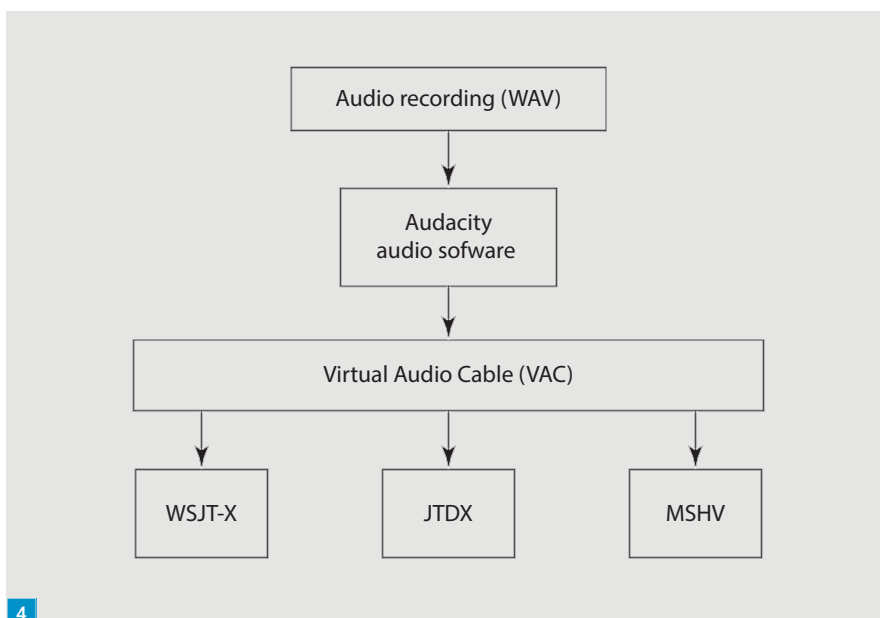 Audio recording (WAV)
Audacity
audio sofware
Virtual Audio Cable (VAC)
WSJT-X
JTDX
MSHV
4